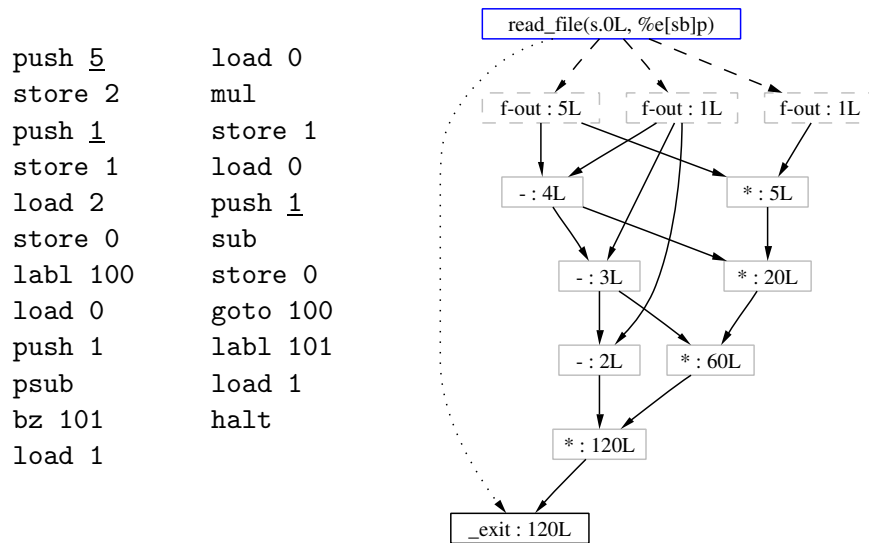 push 5
store 2
push 1
store 1
load 2
store 0
labl 100
load 0
push 1
psub
bz 101
load 1
load 0
mul
store 1
load 0
push 1
sub
store 0
goto 100
labl 101
load 1
halt
read_file(s.0L, %e[sb]p)
f-out : 5L
f-out : 1L
f-out : 1L
- : 4L
* : 5L
- : 3L
* : 20L
- : 2L
* : 60L
* : 120L
_exit : 120L